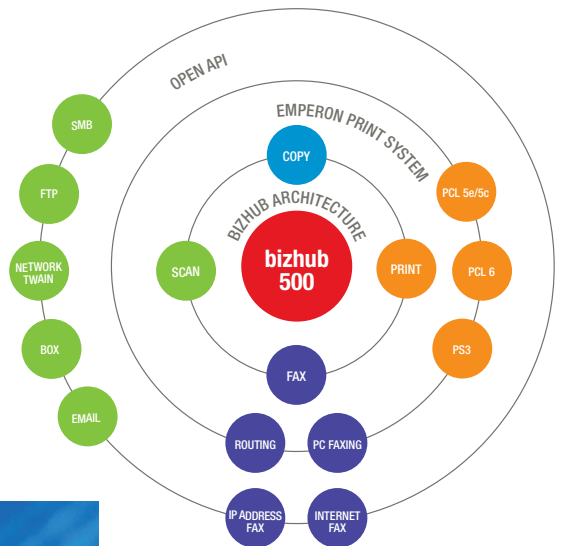 OPEN API
EMPERON PRINT SYSTEM
SMB
COPY
FTP
PCL 5e/5c
BIZHUB ARCHITECTURE
bizhub
500
NETWORK
TWAIN
SCAN
PRINT
PCL 6
BOX
PS3
FAX
EMAIL
ROUTING
PC FAXING
IP ADDRESS
FAX
INTERNET
FAX